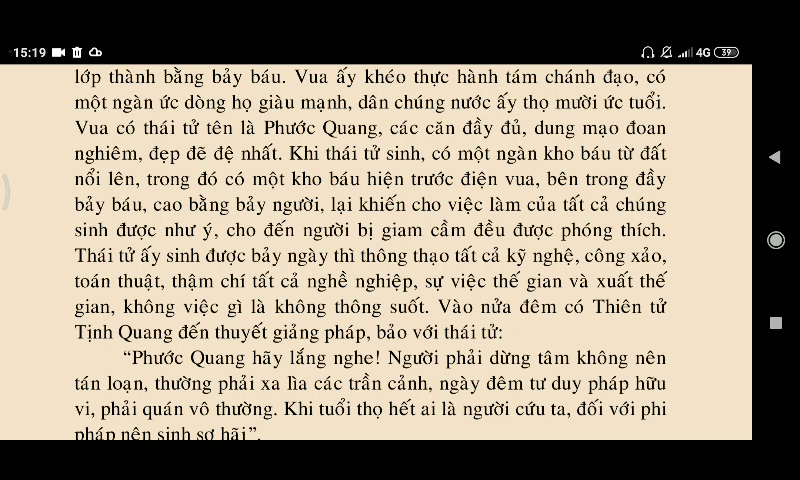 15:19
4G 39
lớp thành bằng bảy báu. Vua ấy khéo thực hành tám chánh đạo, có
một ngàn ức dòng họ giàu mạnh, dân chúng nước ấy thọ mười ức tuổi.
Vua có thái tử tên là Phước Quang, các căn đầy đủ, dung mạo đoan
nghiêm, đẹp đẽ đệ nhất. Khi thái tử sinh, có một ngàn kho báu từ đất
nổi lên, trong đó có một kho báu hiện trước điện vua, bên trong đầy
bảy báu, cao bằng bảy người, lại khiến cho việc làm của tất cả chúng
sinh được như ý, cho đến người bị giam cầm đều được phóng thích.
Thái tử ấy sinh được bảy ngày thì thông thạo tất cả kỹ nghệ, công xảo,
toán thuật, thậm chí tất cả nghề nghiệp, sự việc thế gian và xuất thế
gian, không việc gì là không thông suốt. Vào nửa đêm có Thiên tử
Tịnh Quang đến thuyết giảng pháp, bảo với thái tử:
“Phước Quang hãy lắng nghe! Người phải dừng tâm không nên
tán loạn, thường phải xa lìa các trần cảnh, ngày đêm tư duy pháp hữu
vi, phải quán vô thường. Khi tuổi thọ hết ai là người cứu ta, đối với phi
pháp nên sinh sợ hãi”.